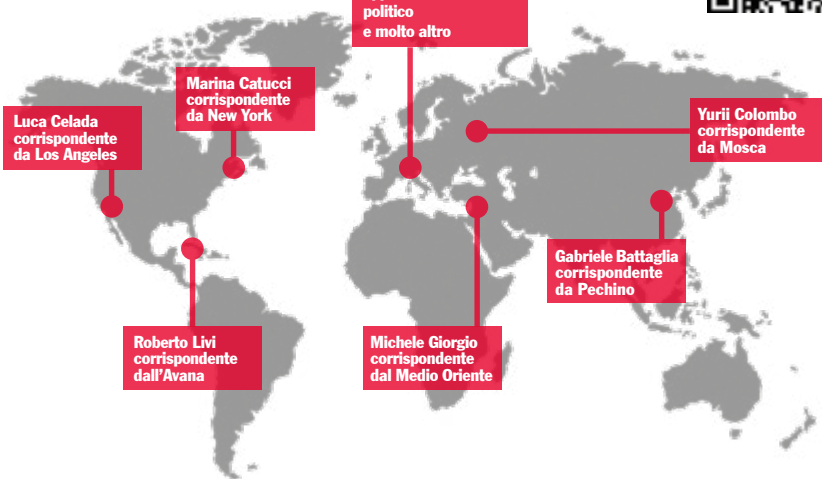 politico
e molto altro
Marina Catucci
corrispondente
da New York
Luca Celada
corrispondente
da Los Angeles
Yurii Colombo
corrispondente
da Mosca
Gabriele Battaglia
corrispondente
da Pechino
Roberto Livi
corrispondente
dall'Avana
Michele Giorgio
corrispondente
dal Medio Oriente